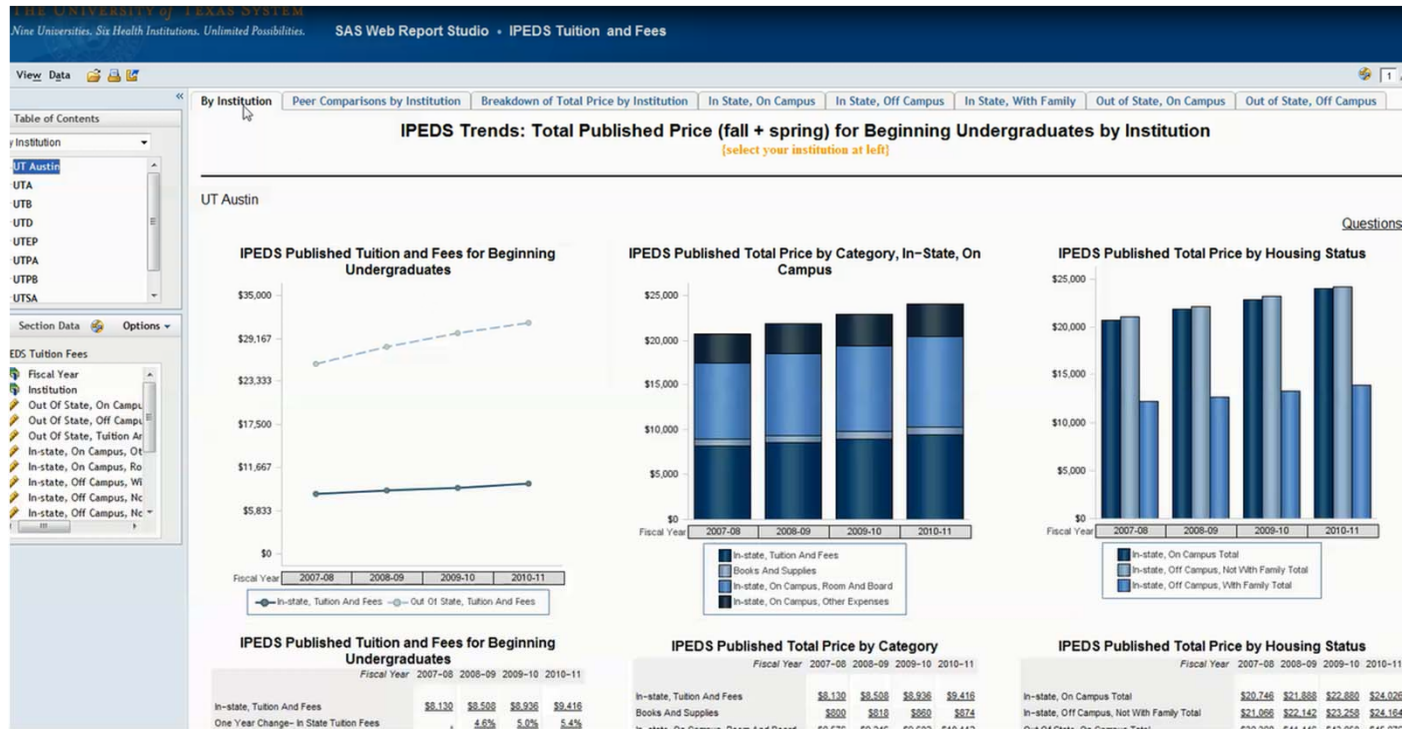 THE UNIVERSITY of TEXAS SYSTEM
Nine Universities. Six Health Institutions. Unlimited Possibilities.
SAS Web Report Studio • IPEDS Tuition and Fees
View Data
1
By Institution
Peer Comparisons by Institution
Breakdown of Total Price by Institution
In State, On Campus
In State, Off Campus
In State, With Family
Out of State, On Campus
Out of State, Off Campus
Table of Contents
y Institution
UT Austin
UTA
UTB
UTD
UTEP
UTPA
UTPB
UTSA
Section Data
Options
EDS Tuition Fees
Fiscal Year
Institution
Out Of State, On Campu
Out Of State, Off Campu
Out Of State, Tuition Ar
In-state, On Campus, Ot
In-state, On Campus, Ro
In-state, Off Campus, Wi
In-state, Off Campus, Nc
In-state, Off Campus, Nc
IPEDS Trends: Total Published Price (fall + spring) for Beginning Undergraduates by Institution
{select your institution at left}
UT Austin
Questions
IPEDS Published Tuition and Fees for Beginning
Undergraduates
$35,000
$29,167
$23,333
$17,500
$11,667
$5,833
$0
Fiscal Year 2007-08 2008-09 2009-10 2010-11
In-state, Tuition And Fees Out Of State, Tuition And Fees
IPEDS Published Total Price by Category, In-State, On
Campus
$25,000
$20,000
$15,000
$10,000
$5,000
$0
Fiscal Year 2007-08 2008-09 2009-10 2010-11
In-state, Tuition And Fees
Books And Supplies
In-state, On Campus, Room And Board
In-state, On Campus, Other Expenses
IPEDS Published Total Price by Housing Status
$25,000
$20,000
$15,000
$10,000
$5,000
$0
Fiscal Year 2007-08 2008-09 2009-10 2010-11
In-state, On Campus Total
In-state, Off Campus, Not With Family Total
In-state, Off Campus, With Family Total
IPEDS Published Tuition and Fees for Beginning
Undergraduates
Fiscal Year 2007-08 2008-09 2009-10 2010-11
In-state, Tuition And Fees $8,130 $8,508 $8,936 $9,416
One Year Change- In State Tuition Fees . 4.6% 5.0% 5.4%
IPEDS Published Total Price by Category
Fiscal Year 2007-08 2008-09 2009-10 2010-11
In-state, Tuition And Fees $8,130 $8,508 $8,936 $9,416
Books And Supplies $800 $818 $860 $874
In-state, On Campus, Room And Board
IPEDS Published Total Price by Housing Status
Fiscal Year 2007-08 2008-09 2009-10 2010-11
In-state, On Campus Total $20,746 $21,888 $22,880 $24,026
In-state, Off Campus, Not With Family Total $21,066 $22,142 $23,258 $24,164
Out Of State, On Campus Total